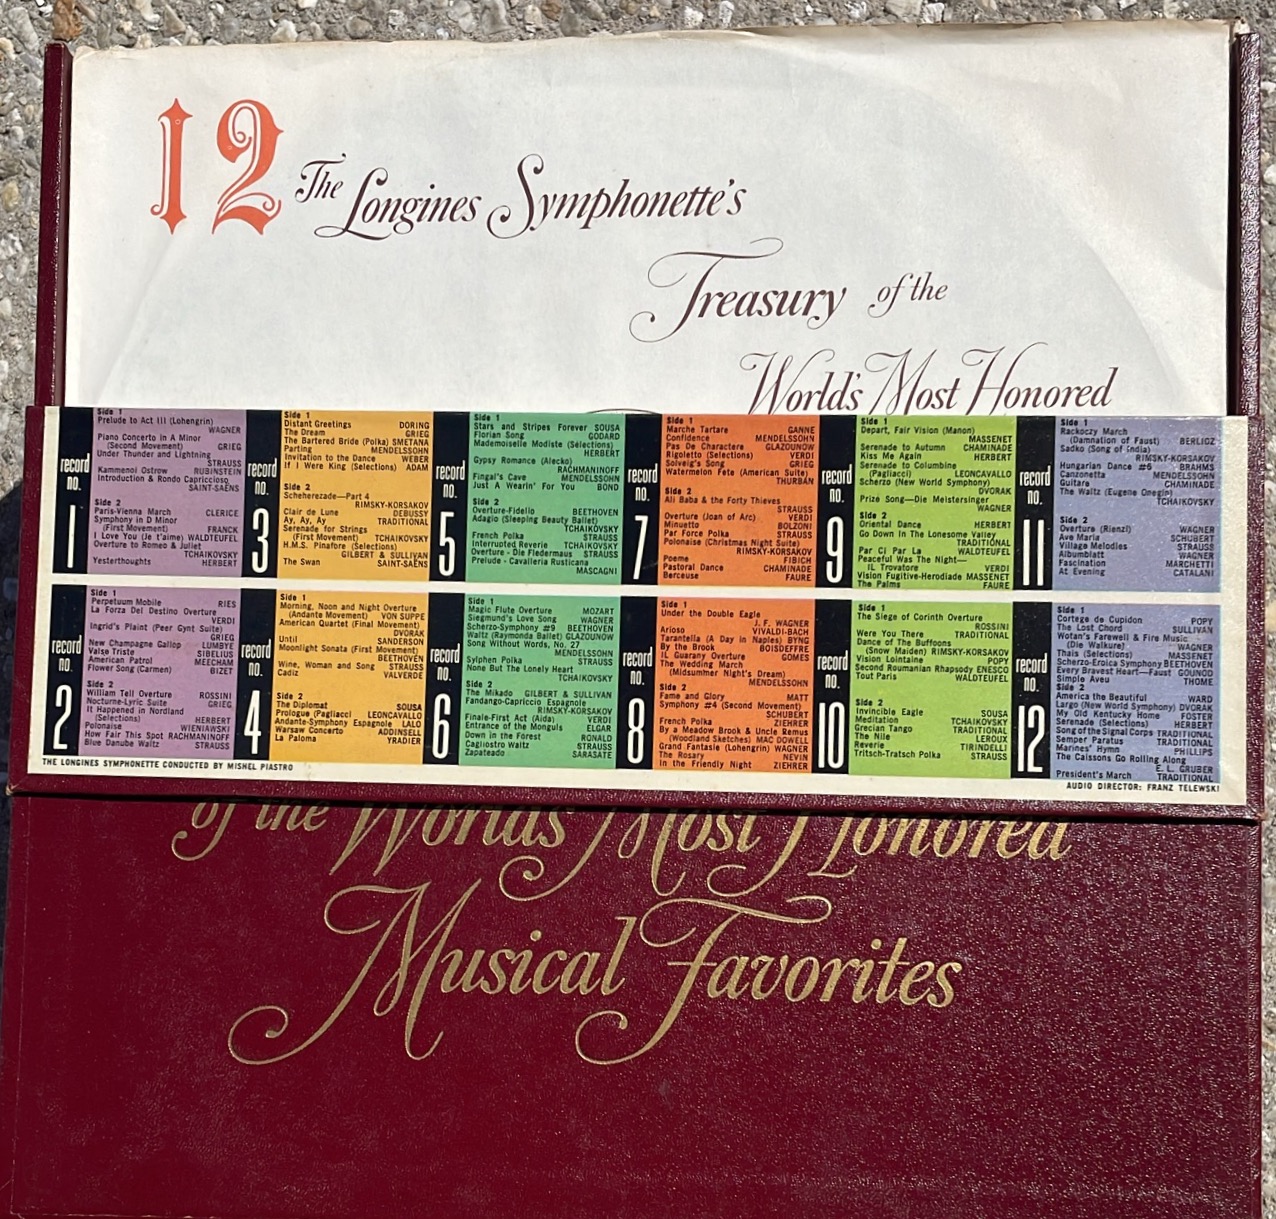 12 The Longines Symphonette's
Treasury of the
World's Most Honored
record no. 1
Side 1
Prelude to Act III (Lohengrin)
WAGNER
Piano Concerto in A Minor
(Second Movement) GRIEG
Under Thunder and Lightning
STRAUSS
Kammenoi Ostrow RUBINSTEIN
Introduction & Rondo Capriccioso
SAINT-SAËNS
Side 2
Paris-Vienna March CLERICE
Symphony in D Minor
(First Movement) FRANCK
I Love You (Je t'aime) WALDTEUFEL
Overture to Romeo & Juliet
TCHAIKOVSKY
Yesterthoughts HERBERT
record no. 3
Side 1
Distant Greetings DORING
The Dream GRIEG
The Bartered Bride (Polka) SMETANA
Parting MENDELSSOHN
Invitation to the Dance WEBER
If I Were King (Selections) ADAM
Side 2
Scheherezade—Part 4
RIMSKY-KORSAKOV
Clair de Lune DEBUSSY
Ay, Ay, Ay TRADITIONAL
Serenade for Strings
(First Movement) TCHAIKOVSKY
H.M.S. Pinafore (Selections)
GILBERT & SULLIVAN
The Swan SAINT-SAËNS
record no. 5
Side 1
Stars and Stripes Forever SOUSA
Florian Song GODARD
Mademoiselle Modiste (Selections)
HERBERT
Gypsy Romance (Aleko)
RACHMANINOFF
Fingal's Cave MENDELSSOHN
Just A Wearin' For You BOND
Side 2
Overture-Fidelio BEETHOVEN
Adagio (Sleeping Beauty Ballet)
TCHAIKOVSKY
French Polka STRAUSS
Interrupted Reverie TCHAIKOVSKY
Overture - Die Fledermaus STRAUSS
Prelude - Cavalleria Rusticana
MASCAGNI
record no. 7
Side 1
Marche Tartare GANNE
Confidence MENDELSSOHN
Pas De Characters GLAZOUNOW
Rigoletto (Selections) VERDI
Solveig's Song GRIEG
Watermelon Fete (American Suite)
THURBAN
Side 2
Ali Baba & the Forty Thieves
STRAUSS
Overture (Joan of Arc) VERDI
Minuetto BOLZONI
Par Force Polka STRAUSS
Polonaise (Christmas Night Suite)
RIMSKY-KORSAKOV
Poeme FIBICH
Pastoral Dance CHAMINADE
Berceuse FAURE
record no. 9
Side 1
Depart, Fair Vision (Manon)
MASSENET
Serenade to Autumn CHAMINADE
Kiss Me Again HERBERT
Serenade to Columbine
(Pagliacci) LEONCAVALLO
Scherzo (New World Symphony)
DVORAK
Prize Song—Die Meistersinger
WAGNER
Side 2
Oriental Dance HERBERT
Go Down In The Lonesome Valley
TRADITIONAL
Par Ci Par La WALDTEUFEL
Peaceful Was The Night—
IL Trovatore VERDI
Vision Fugitive-Herodiade MASSENET
The Palms FAURE
record no. 11
Side 1
Rackoczy March
(Damnation of Faust) BERLIOZ
Sadko (Song of India)
RIMSKY-KORSAKOV
Hungarian Dance #6 BRAHMS
Canzonetta MENDELSSOHN
Guitare CHAMINADE
The Waltz (Eugene Onegin)
TCHAIKOVSKY
Side 2
Overture (Rienzi) WAGNER
Ave Maria SCHUBERT
Village Melodies STRAUSS
Albumblatt WAGNER
Fascination MARCHETTI
At Evening CATALANI
record no. 2
Side 1
Perpetuum Mobile RIES
La Forza Del Destino Overture
VERDI
Ingrid's Plaint (Peer Gynt Suite)
GRIEG
New Champagne Gallop LUMBYE
Valse Triste SIBELIUS
American Patrol MEECHAM
Flower Song (Carmen) BIZET
Side 2
William Tell Overture ROSSINI
Nocturne-Lyric Suite GRIEG
It Happened in Nordland
(Selections) HERBERT
Polonaise WIENIAWSKI
How Fair This Spot RACHMANINOFF
Blue Danube Waltz STRAUSS
record no. 4
Side 1
Morning, Noon and Night Overture
(Andante Movement) VON SUPPE
American Quartet (Final Movement)
DVORAK
Until SANDERSON
Moonlight Sonata (First Movement)
BEETHOVEN
Wine, Woman and Song STRAUSS
Cadiz VALVERDE
Side 2
The Diplomat SOUSA
Prologue (Pagliacci LEONCAVALLO
Andante-Symphony Espagnole LALO
Warsaw Concerto ADDINSELL
La Paloma YRADIER
record no. 6
Side 1
Magic Flute Overture MOZART
Siegmund's Love Song WAGNER
Scherzo-Symphony #9 BEETHOVEN
Waltz (Raymonda Ballet) GLAZOUNOW
Song Without Words, No. 27
MENDELSSOHN
Sylphen Polka STRAUSS
None But The Lonely Heart
TCHAIKOVSKY
Side 2
The Mikado GILBERT & SULLIVAN
Fandango-Capriccio Espagnole
RIMSKY-KORSAKOV
Finale-First Act (Aida) VERDI
Entrance of the Monguls ELGAR
Down in the Forest RONALD
Cagliostro Waltz STRAUSS
Zapateado SARASATE
record no. 8
Side 1
Under the Double Eagle
J. F. WAGNER
Arioso VIVALDI-BACH
Tarantella (A Day in Naples) BYNG
By the Brook BOISDEFFRE
IL Guarany Overture GOMES
The Wedding March
(Midsummer Night's Dream)
MENDELSSOHN
Side 2
Fame and Glory MATT
Symphony #4 (Second Movement)
SCHUBERT
French Polka ZIEHRER
By a Meadow Brook & Uncle Remus
(Woodland Sketches) MAC DOWELL
Grand Fantasie (Lohengrin) WAGNER
The Rosary NEVIN
In the Friendly Night ZIEHRER
record no. 10
Side 1
The Siege of Corinth Overture
ROSSINI
Were You There TRADITIONAL
Dance of The Buffoons
(Snow Maiden) RIMSKY-KORSAKOV
Vision Lointaine POPY
Second Roumanian Rhapsody ENESCO
Tout Paris WALDTEUFEL
Side 2
Invincible Eagle SOUSA
Meditation TCHAIKOVSKY
Grecian Tango TRADITIONAL
The Nile LEROUX
Reverie TIRINDELLI
Tritsch-Tratsch Polka STRAUSS
record no. 12
Side 1
Cortege de Cupidon POPY
The Lost Chord SULLIVAN
Wotan's Farewell & Fire Music
(Die Walkure) WAGNER
Thais (Selections) MASSENET
Scherzo-Eroica Symphony BEETHOVEN
Every Bravest Heart—Faust GOUNOD
Simple Aveu THOME
Side 2
America the Beautiful WARD
Largo (New World Symphony) DVORAK
My Old Kentucky Home FOSTER
Serenade (Selections) HERBERT
Song of the Signal Corps TRADITIONAL
Semper Paratus TRADITIONAL
Marines' Hymn PHILLIPS
The Caissons Go Rolling Along
E. L. GRUBER
President's March TRADITIONAL
THE LONGINES SYMPHONETTE CONDUCTED BY MISHEL PIASTRO
AUDIO DIRECTOR: FRANZ TELEWSKI
of the World's Most Honored
Musical Favorites